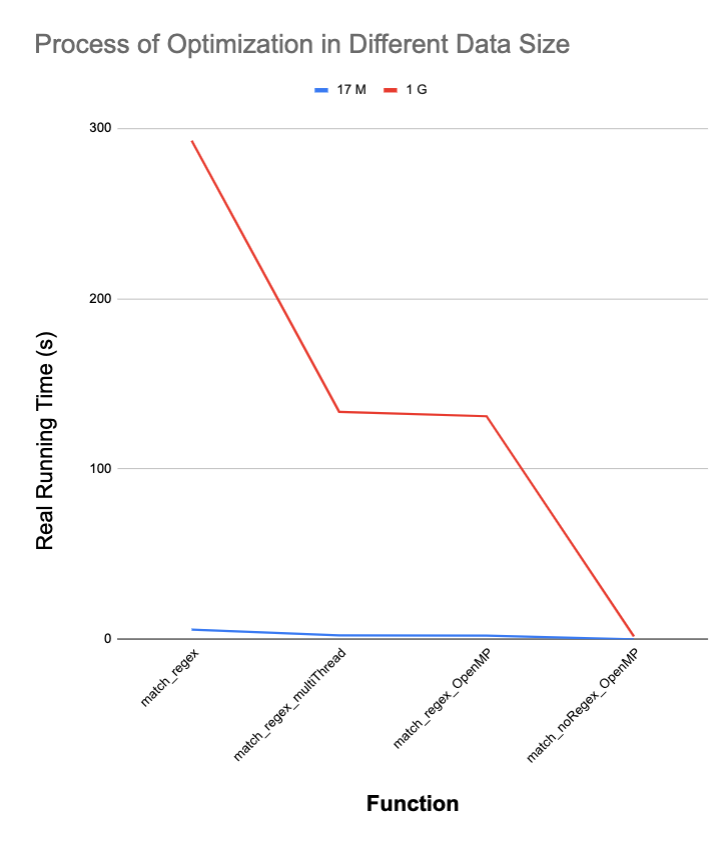 Process of Optimization in Different Data Size
17 M
1 G
300
200
100
0
Real Running Time (s)
match_regex
match_regex_multiThread
match_regex_OpenMP
match_noRegex_OpenMP
Function